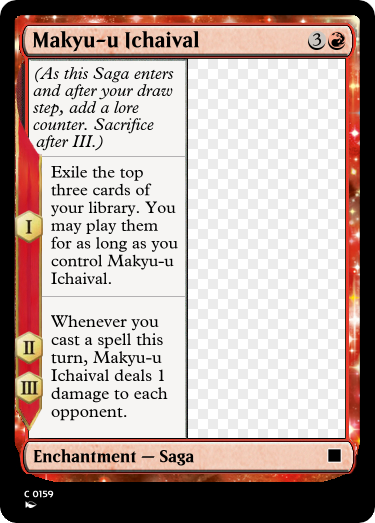 Makyu-u Ichaival 3
(As this Saga enters
and after your draw
step, add a lore
counter. Sacrifice
after III.)
I
Exile the top
three cards of
your library. You
may play them
for as long as you
control Makyu-u
Ichaival.
II
III
Whenever you
cast a spell this
turn, Makyu-u
Ichaival deals 1
damage to each
opponent.
Enchantment — Saga
C 0159